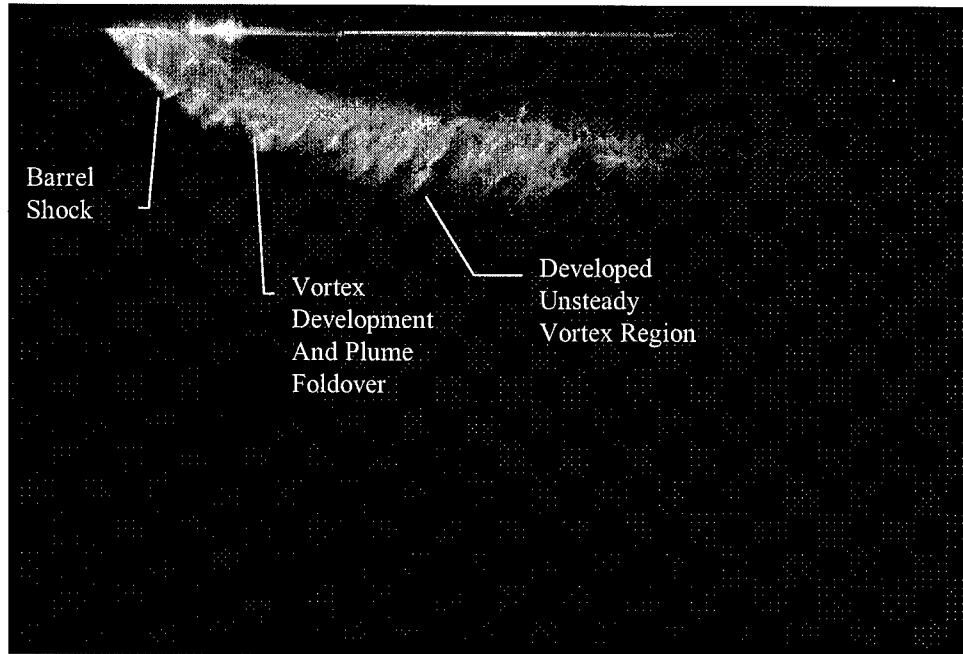 Barrel
Shock
Vortex
Development
And Plume
Foldover
Developed
Unsteady
Vortex Region